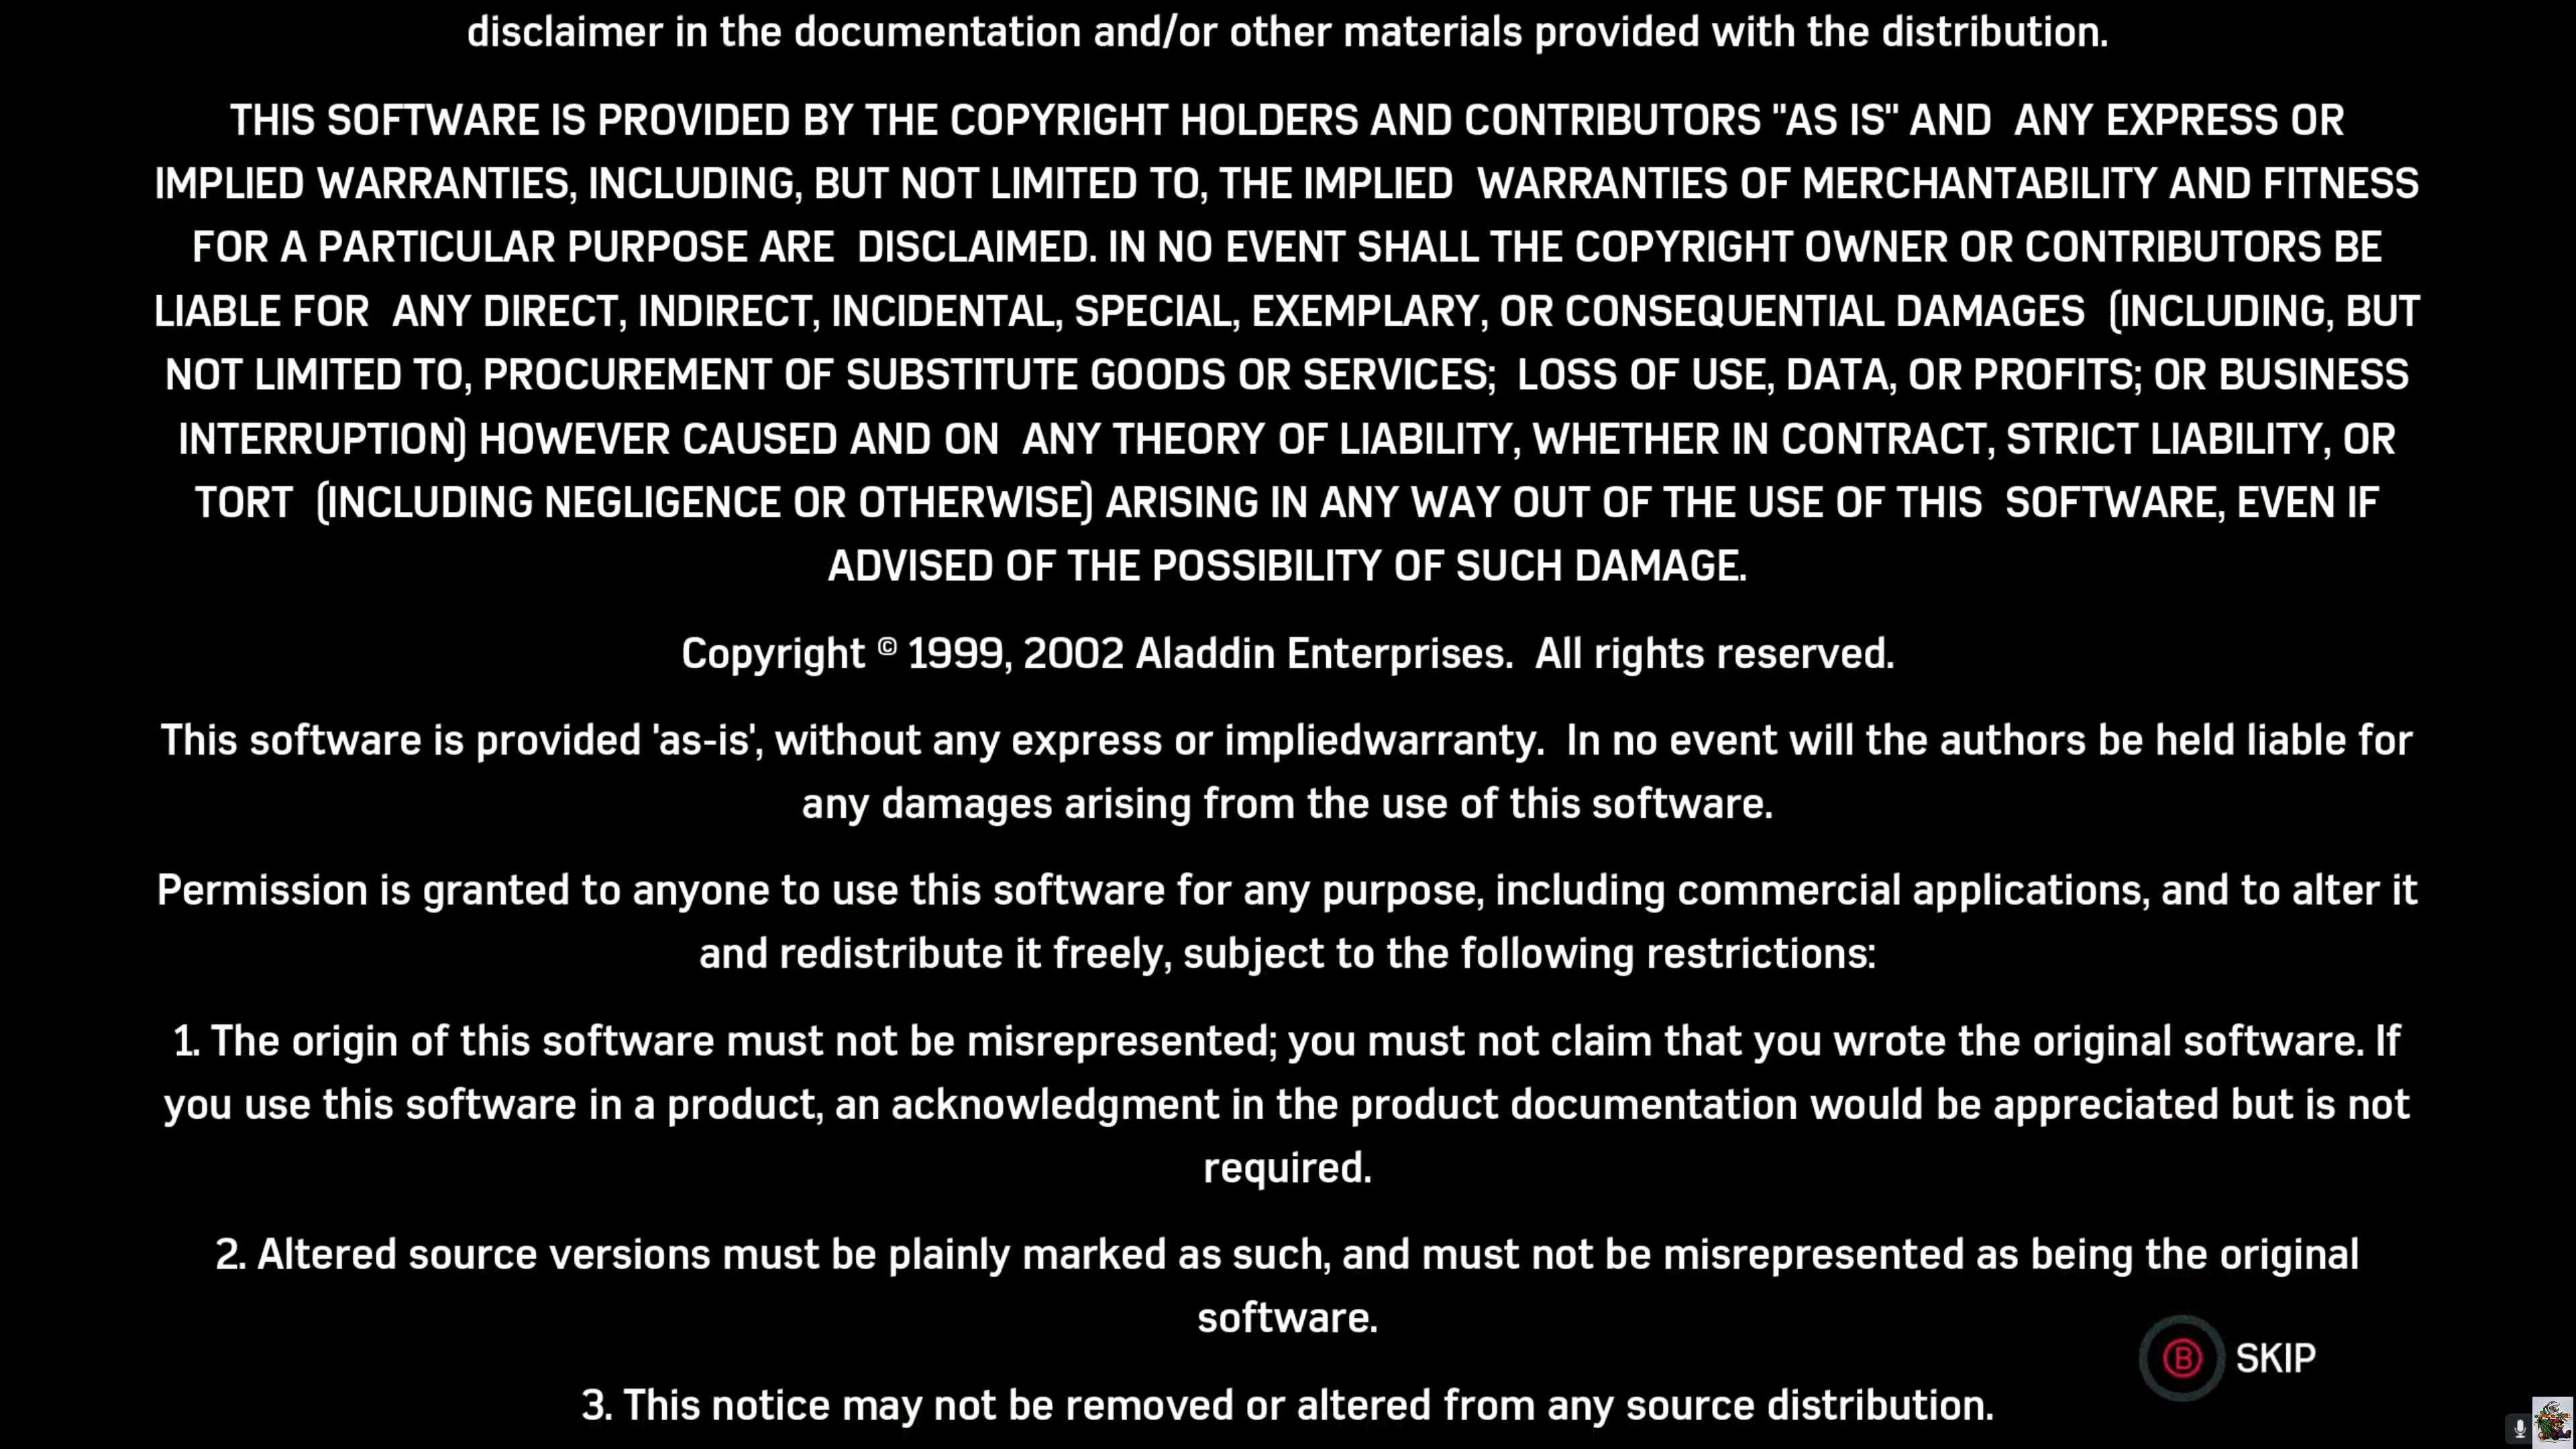 disclaimer in the documentation and/or other materials provided with the distribution.
THIS SOFTWARE IS PROVIDED BY THE COPYRIGHT HOLDERS AND CONTRIBUTORS "AS IS" AND  ANY EXPRESS OR
IMPLIED WARRANTIES, INCLUDING, BUT NOT LIMITED TO, THE IMPLIED  WARRANTIES OF MERCHANTABILITY AND FITNESS
FOR A PARTICULAR PURPOSE ARE  DISCLAIMED. IN NO EVENT SHALL THE COPYRIGHT OWNER OR CONTRIBUTORS BE
LIABLE FOR  ANY DIRECT, INDIRECT, INCIDENTAL, SPECIAL, EXEMPLARY, OR CONSEQUENTIAL DAMAGES  (INCLUDING, BUT
NOT LIMITED TO, PROCUREMENT OF SUBSTITUTE GOODS OR SERVICES;  LOSS OF USE, DATA, OR PROFITS; OR BUSINESS
INTERRUPTION) HOWEVER CAUSED AND ON  ANY THEORY OF LIABILITY, WHETHER IN CONTRACT, STRICT LIABILITY, OR
TORT  (INCLUDING NEGLIGENCE OR OTHERWISE) ARISING IN ANY WAY OUT OF THE USE OF THIS  SOFTWARE, EVEN IF
ADVISED OF THE POSSIBILITY OF SUCH DAMAGE.
Copyright © 1999, 2002 Aladdin Enterprises.  All rights reserved.
This software is provided 'as-is', without any express or impliedwarranty.  In no event will the authors be held liable for
any damages arising from the use of this software.
Permission is granted to anyone to use this software for any purpose, including commercial applications, and to alter it
and redistribute it freely, subject to the following restrictions:
1. The origin of this software must not be misrepresented; you must not claim that you wrote the original software. If
you use this software in a product, an acknowledgment in the product documentation would be appreciated but is not
required.
2. Altered source versions must be plainly marked as such, and must not be misrepresented as being the original
software.
B SKIP
3. This notice may not be removed or altered from any source distribution.